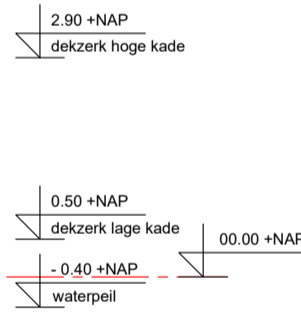 2.90 +NAP
dekzerk hoge kade
0.50 +NAP
dekzerk lage kade
00.00 +NAP
- 0.40 +NAP
waterpeil